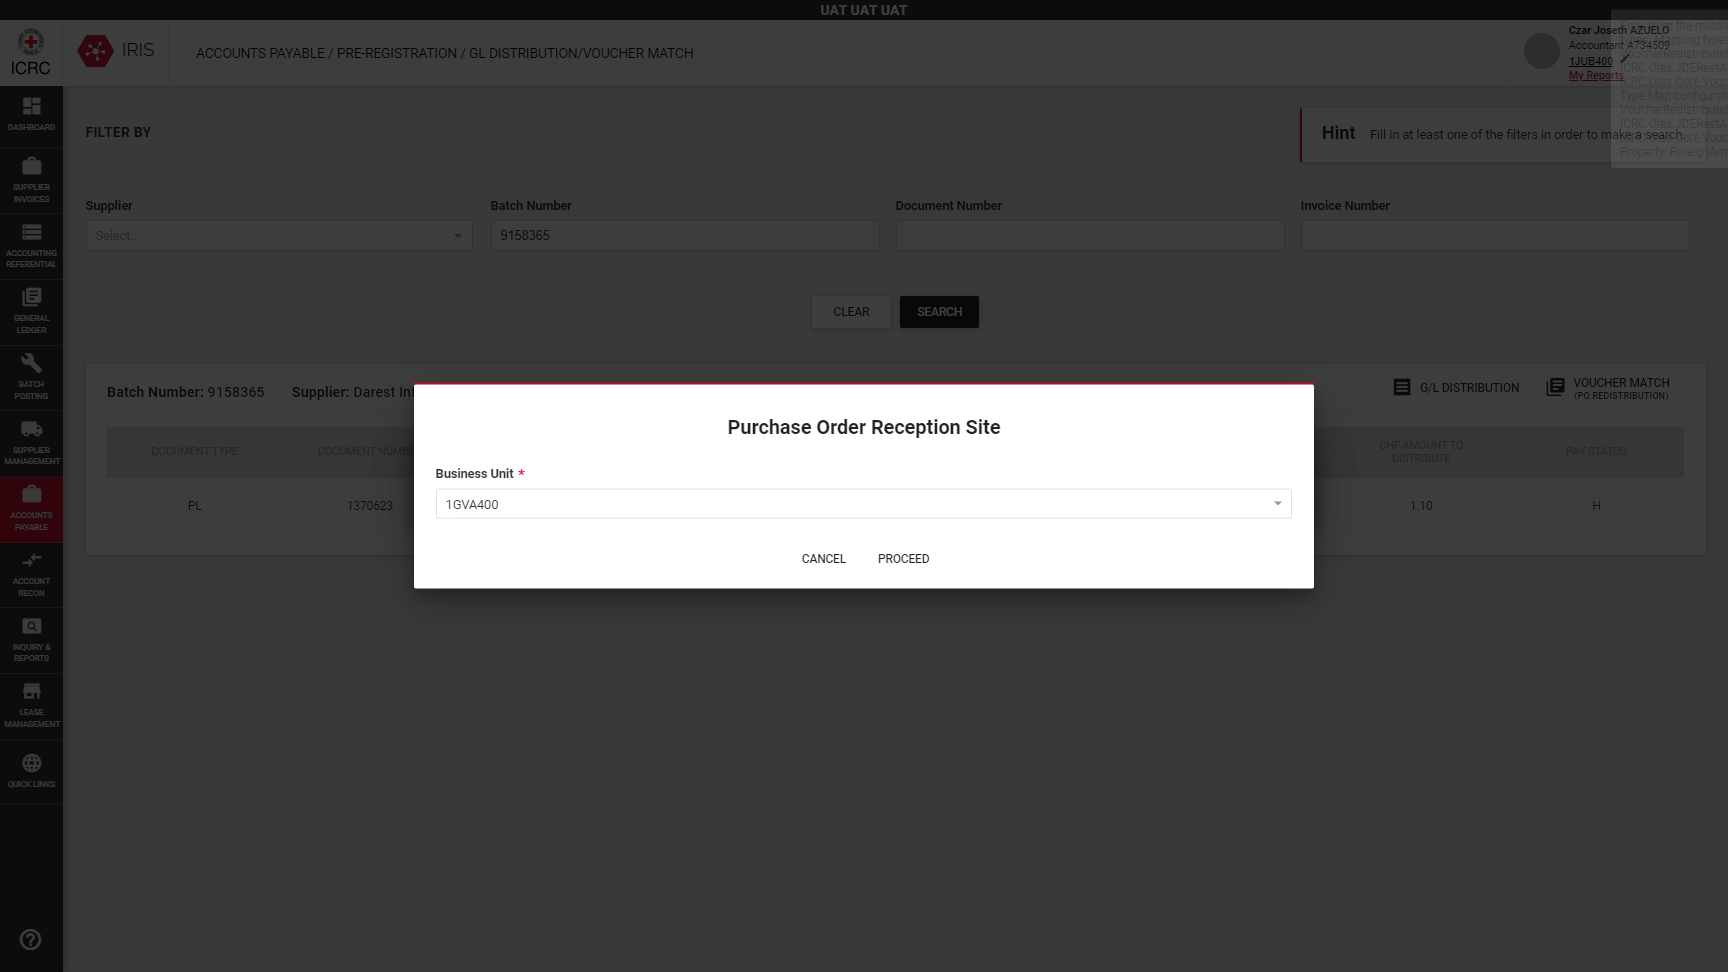 UAT UAT UAT
ICRC
IRIS
ACCOUNTS PAYABLE / PRE-REGISTRATION / GL DISTRIBUTION/VOUCHER MATCH
Czar Joseth AZUELO
Accountant A734509
1JUB400
My Reports
DASHBOARD
SUPPLIER
INVOICES
ACCOUNTING
REFERENTIAL
GENERAL
LEDGER
BATCH
POSTING
SUPPLIER
MANAGEMENT
ACCOUNTS
PAYABLE
ACCOUNT
RECON
INQUIRY &
REPORTS
LEASE
MANAGEMENT
QUICK LINKS
FILTER BY
Hint Fill in at least one of the filters in order to make a search.
Type Map configurat
Supplier
Select...
Batch Number
9158365
Document Number
Invoice Number
CLEAR
SEARCH
Batch Number: 9158365
Supplier: Darest Inf
G/L DISTRIBUTION
VOUCHER MATCH
(PO REDISTRIBUTION)
DOCUMENT TYPE
DOCUMENT NUMBE
CHF AMOUNT TO
DISTRIBUTE
PAY STATUS
PL
1370623
1.10
H
Purchase Order Reception Site
Business Unit *
1GVA400
CANCEL
PROCEED